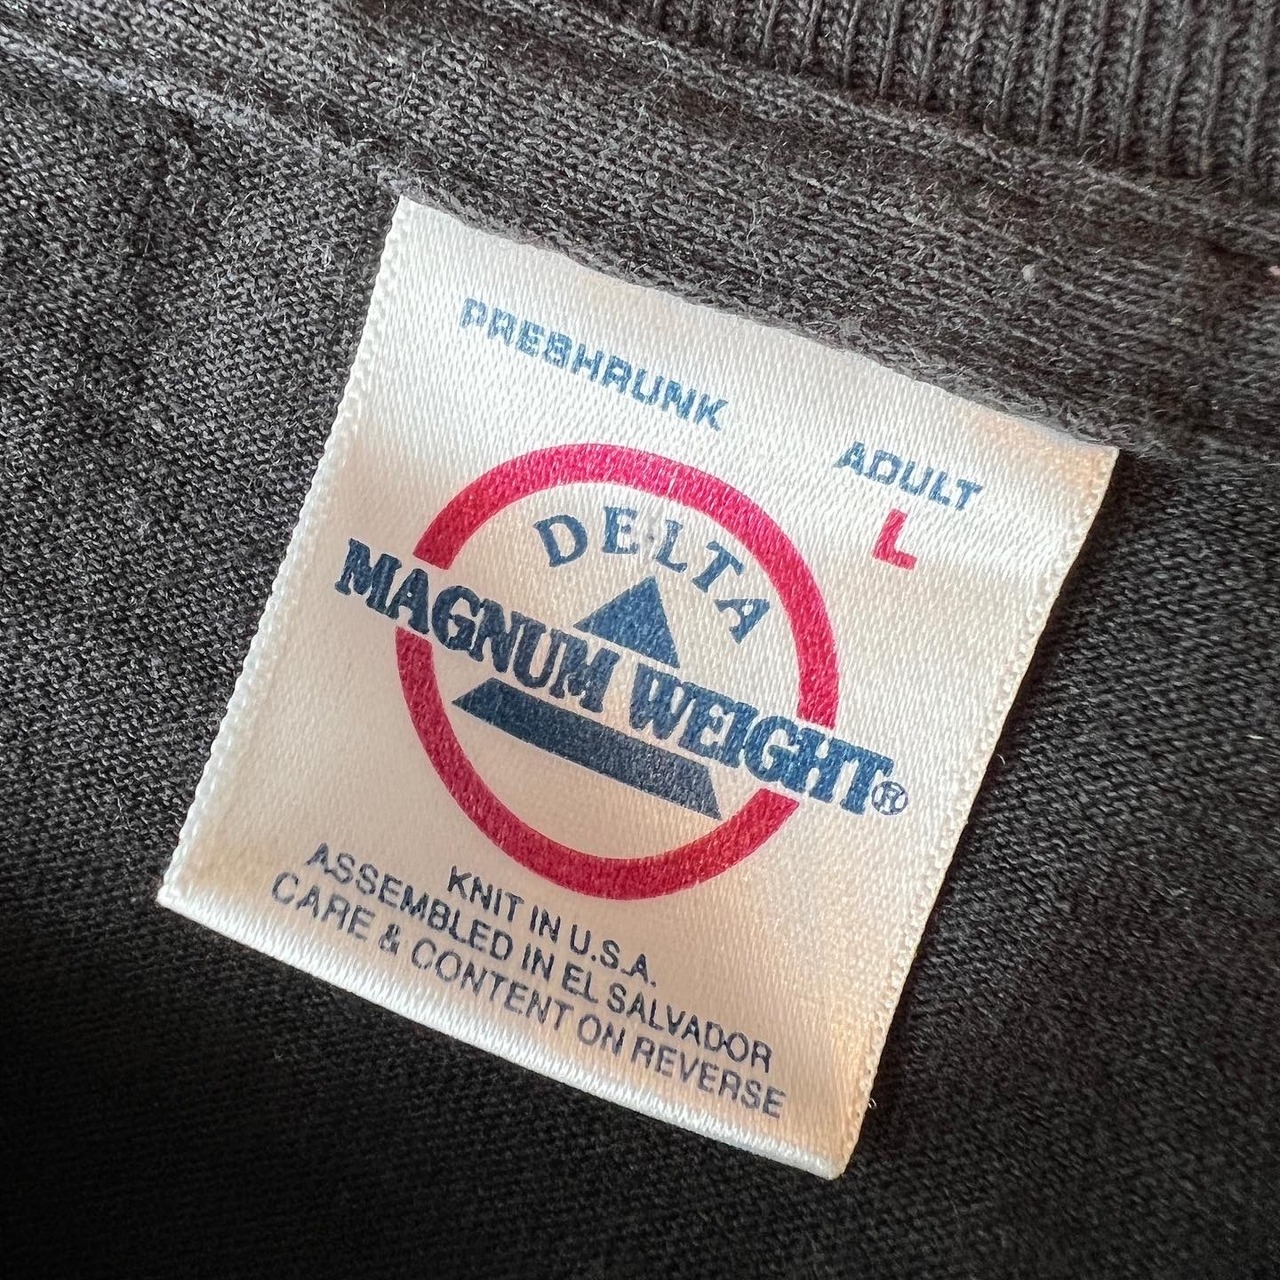 PRESHRUNK
ADULT
L
DELTA
MAGNUM WEIGHT®
KNIT IN U.S.A.
ASSEMBLED IN EL SALVADOR
CARE & CONTENT ON REVERSE